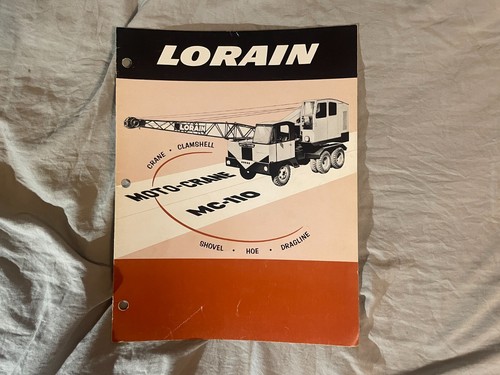 LORAIN
LORAIN
CRANE • CLAMSHELL
MOTO-CRANE
MC-110
SHOVEL • HOE • DRAGLINE